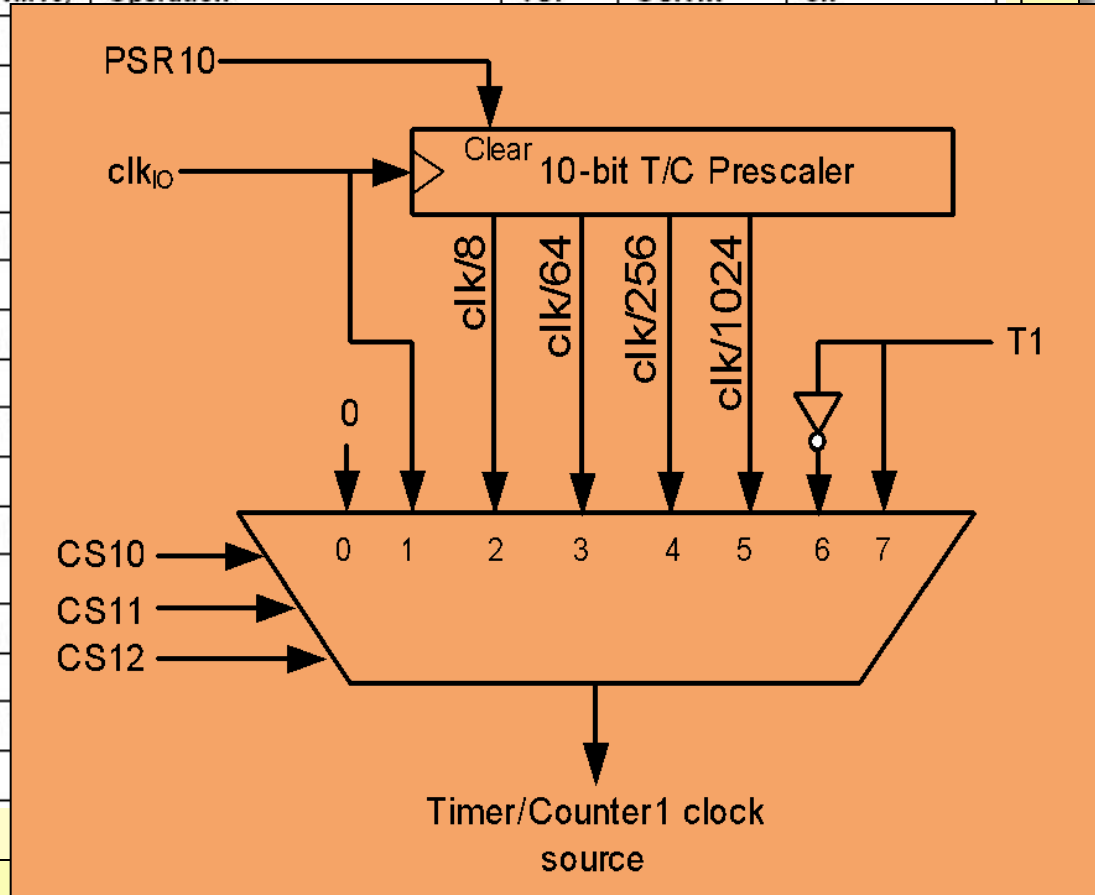 PSR10
Clear
10-bit T/C Prescaler
clkIO
clk/8
clk/64
clk/256
clk/1024
T1
0
0 1 2 3 4 5 6 7
CS10
CS11
CS12
Timer/Counter1 clock
source